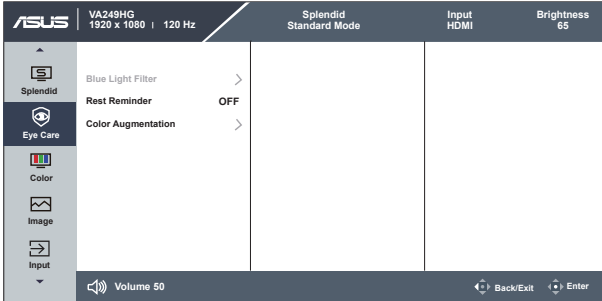 ASUS
VA249HG
1920 x 1080 | 120 Hz
Splendid
Standard Mode
Input
HDMI
Brightness
65
Splendid
Eye Care
Color
Image
Input
Blue Light Filter
Rest Reminder OFF
Color Augmentation
Volume 50
Back/Exit
Enter